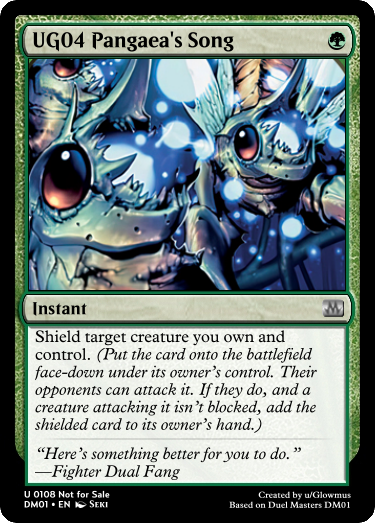 UG04 Pangaea's Song
Instant
Shield target creature you own and
control. (Put the card onto the battlefield
face-down under its owner's control. Their
opponents can attack it. If they do, and a
creature attacking it isn't blocked, add the
shielded card to its owner's hand.)
“Here's something better for you to do.”
—Fighter Dual Fang
U 0108 Not for Sale
DM01 • EN SEKI
Created by u/Glowmus
Based on Duel Masters DM01